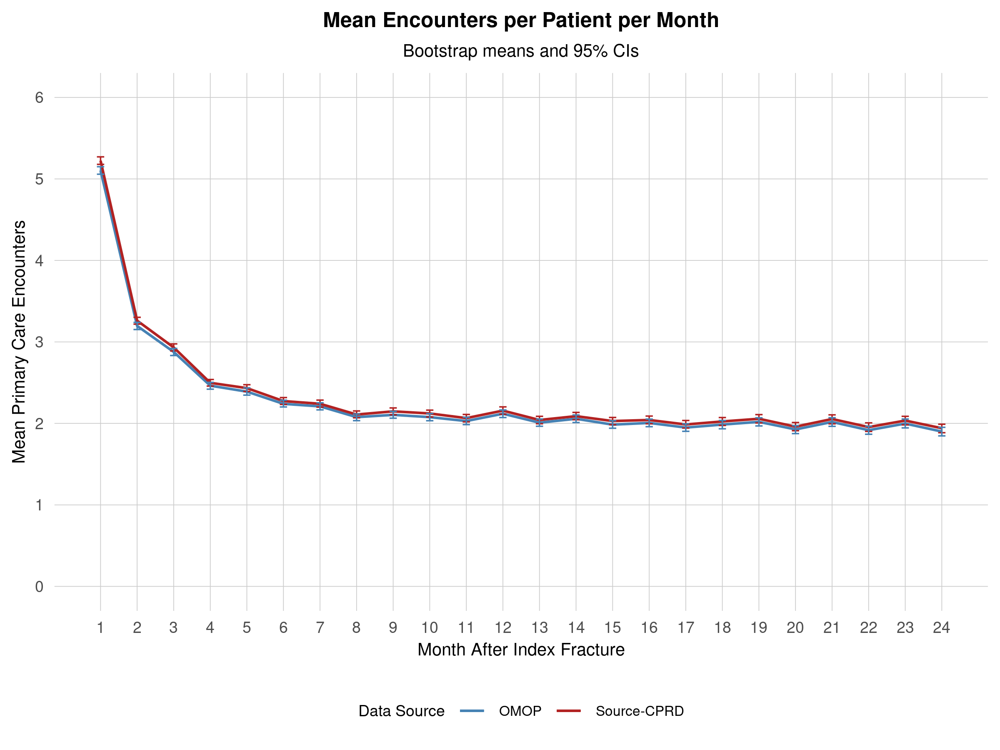 Mean Encounters per Patient per Month
Bootstrap means and 95% CIs
Mean Primary Care Encounters
6
5
4
3
2
1
0
1 2 3 4 5 6 7 8 9 10 11 12 13 14 15 16 17 18 19 20 21 22 23 24
Month After Index Fracture
Data Source OMOP Source-CPRD